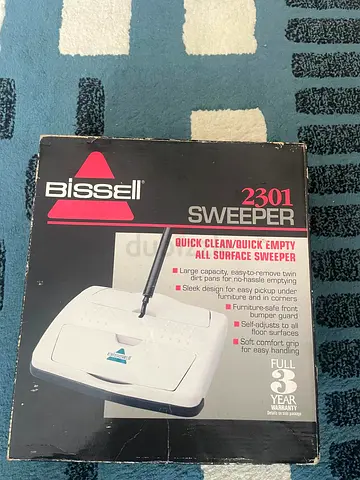 BISSELL
2301
SWEEPER
QUICK CLEAN/QUICK EMPTY
ALL SURFACE SWEEPER
Large capacity, easy-to-remove twin
dirt pans for no-hassle emptying
Sleek design for easy pickup under
furniture and in corners
Furniture-safe front
bumper guard
Self-adjusts to all
floor surfaces
Soft comfort grip
for easy handling
FULL
3
YEAR
WARRANTY
BISSELL